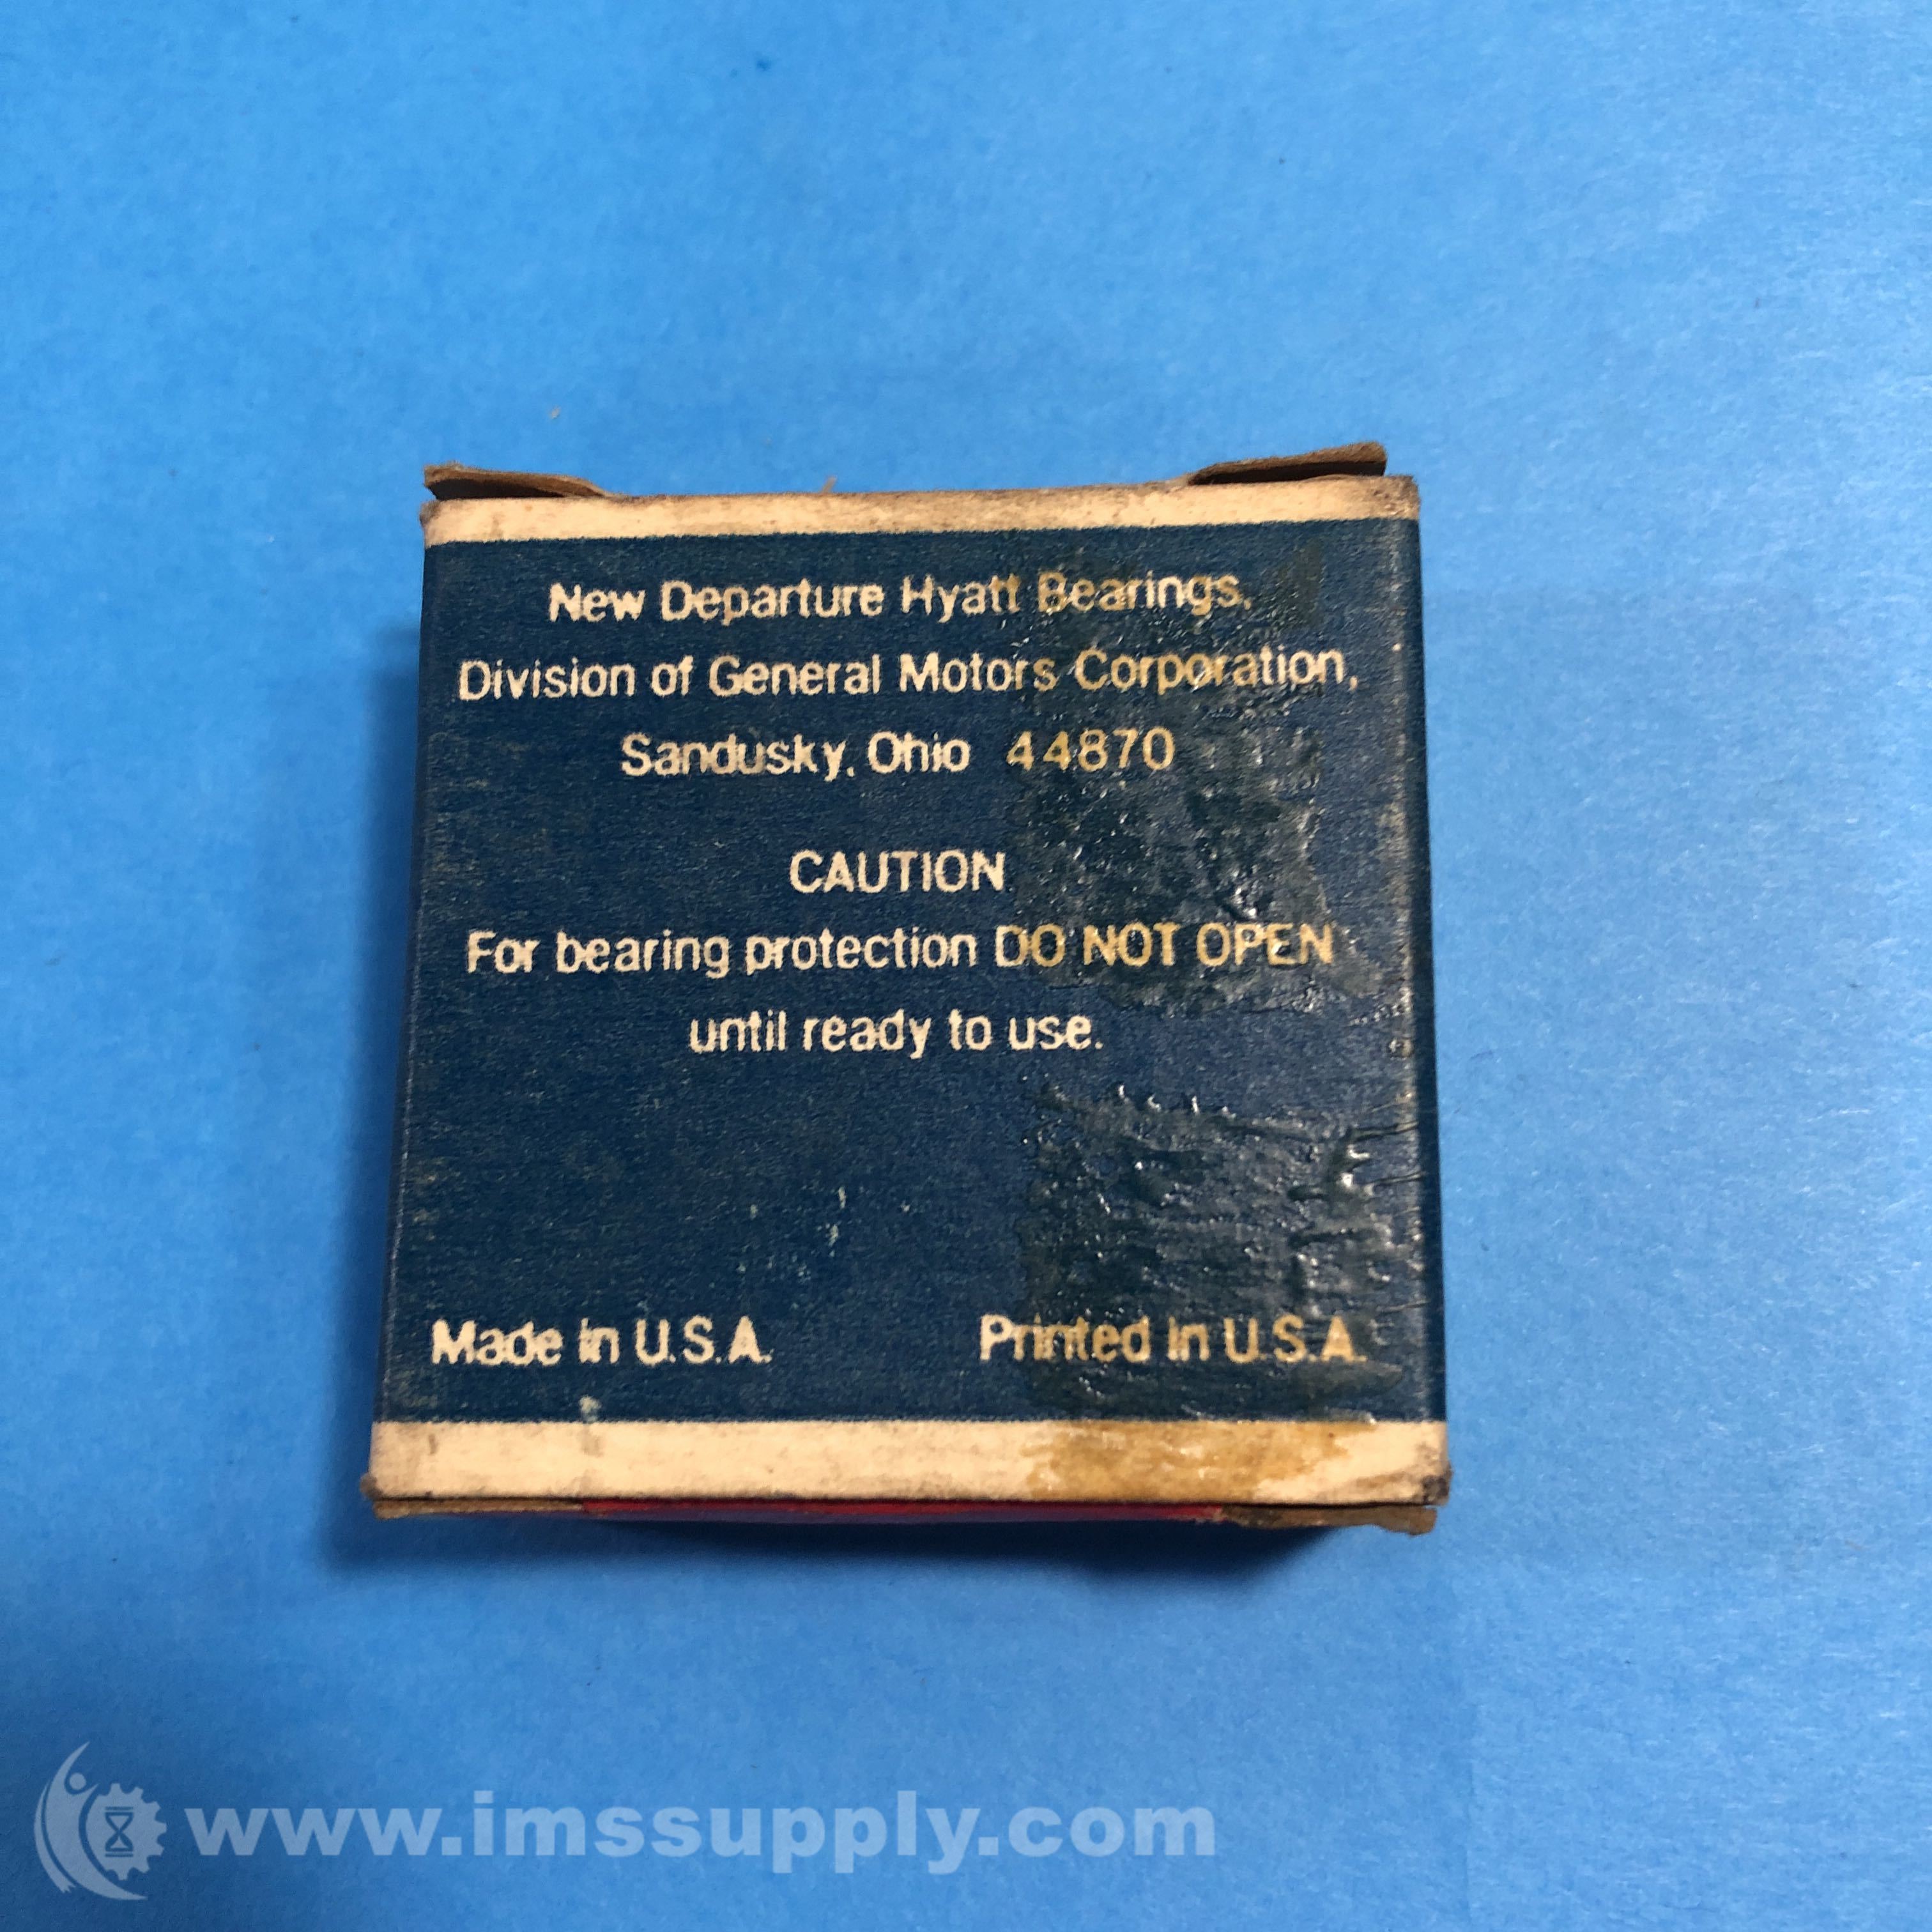 New Departure Hyatt Bearings,
Division of General Motors Corporation,
Sandusky, Ohio 44870
CAUTION
For bearing protection DO NOT OPEN
until ready to use.
Made in U.S.A. Printed in U.S.A.
www.imssupply.com